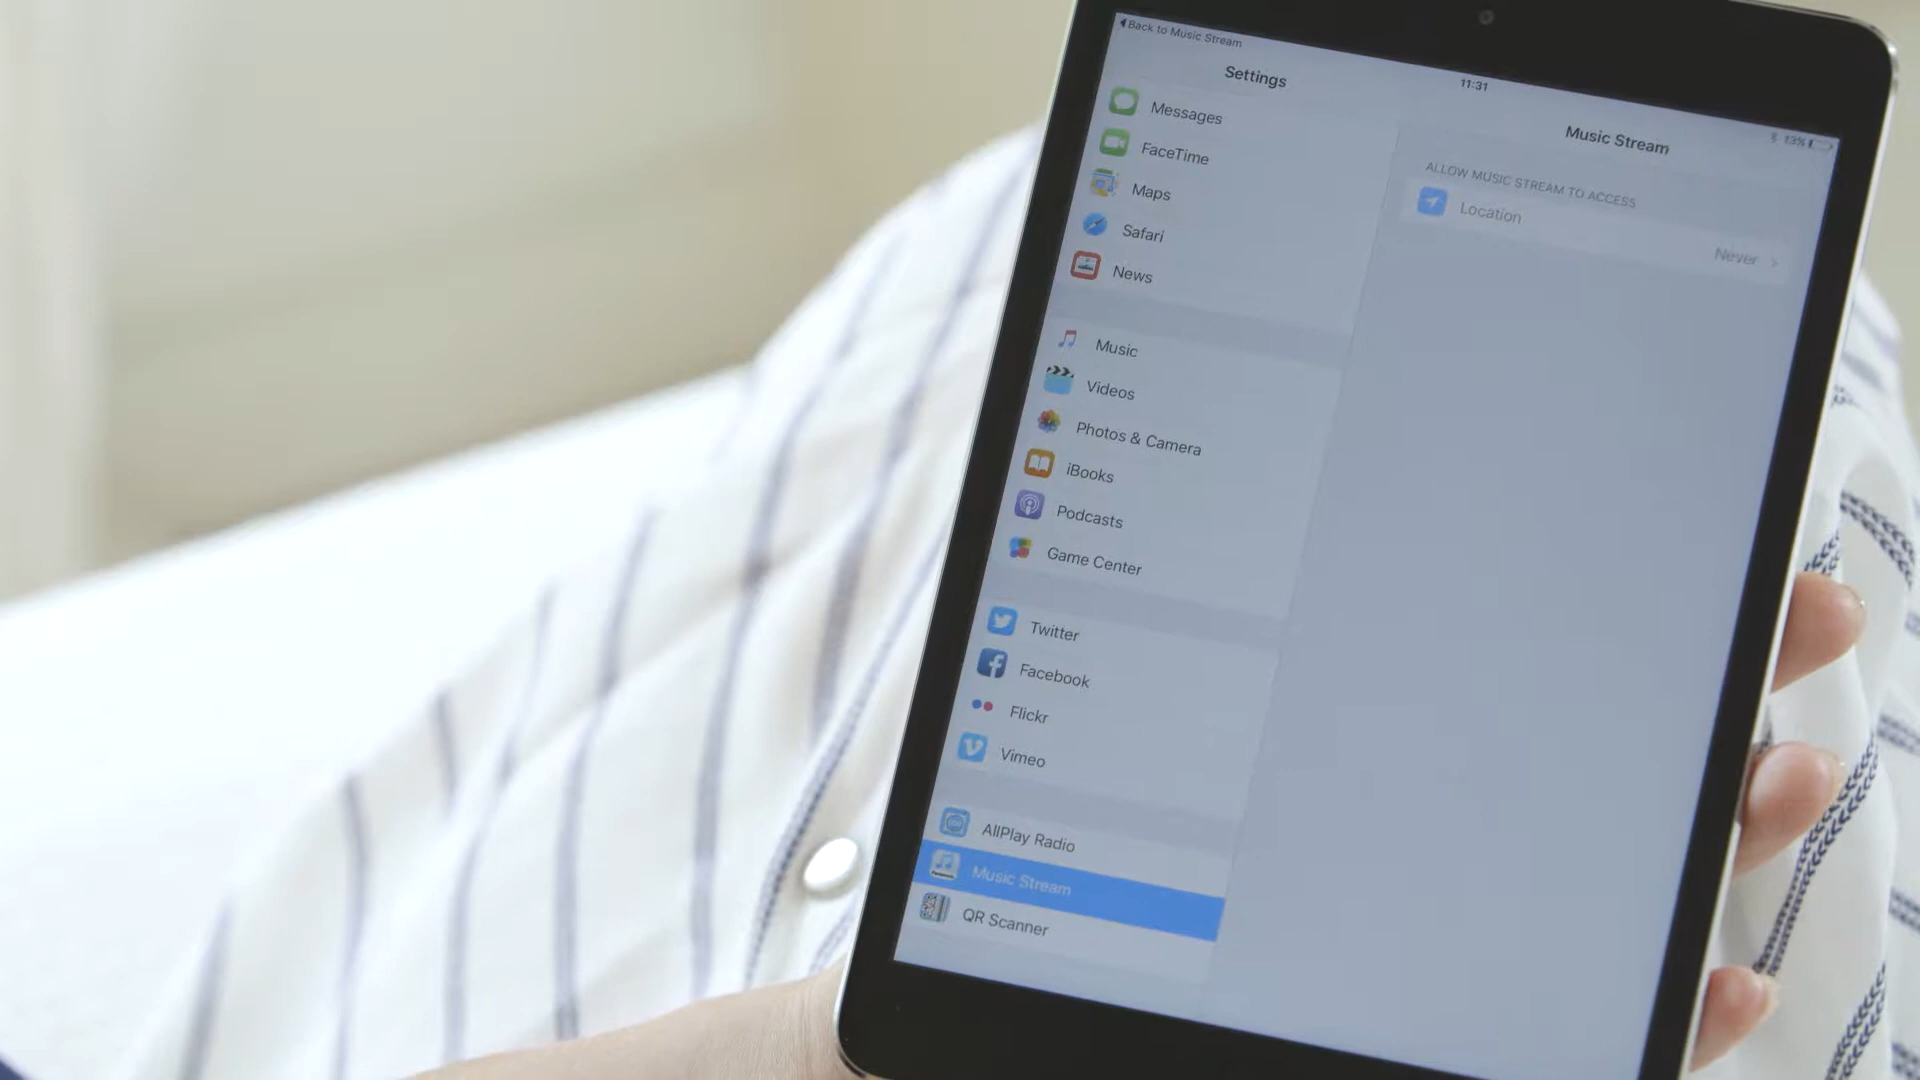 Back to Music Stream
11:31
13%
Settings
Messages
FaceTime
Maps
Safari
News
Music
Videos
Photos & Camera
iBooks
Podcasts
Game Center
Twitter
Facebook
Flickr
Vimeo
AllPlay Radio
Music Stream
QR Scanner
Music Stream
ALLOW MUSIC STREAM TO ACCESS
Location
Never